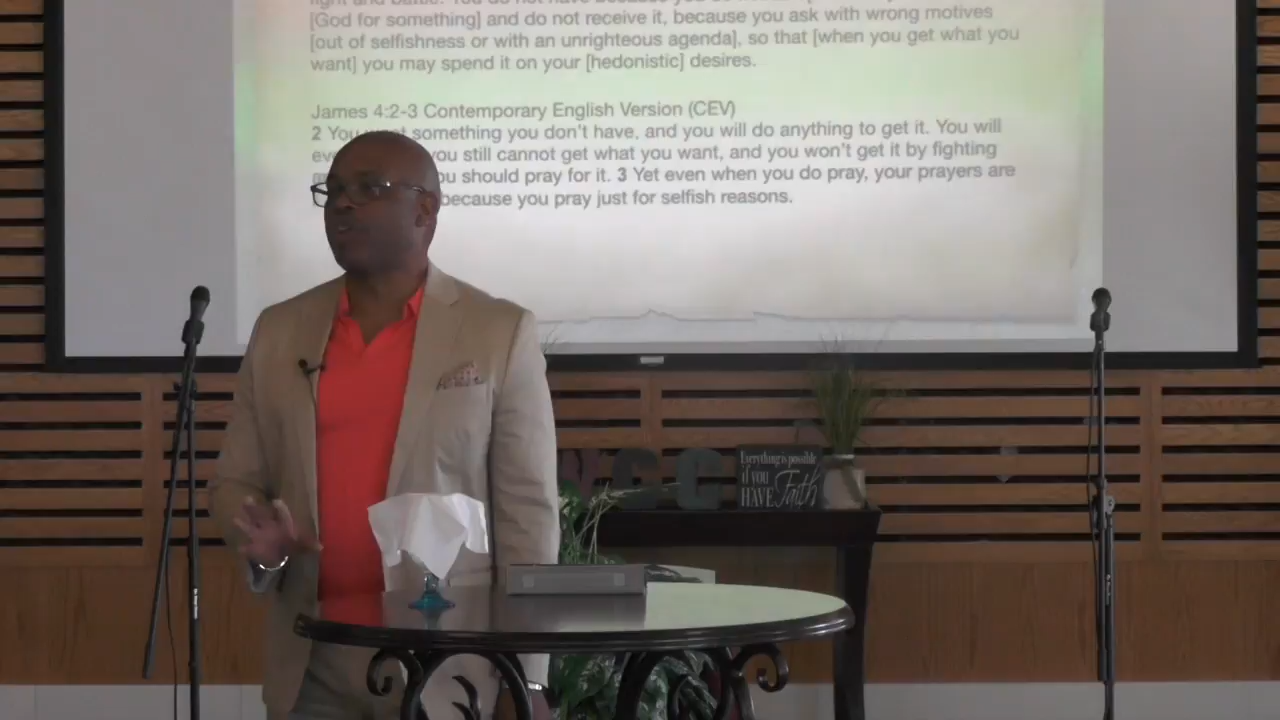 [God for something] and do not receive it, because you ask with wrong motives
[out of selfishness or with an unrighteous agenda], so that [when you get what you
want] you may spend it on your [hedonistic] desires.
James 4:2-3 Contemporary English Version (CEV)
2 You something you don't have, and you will do anything to get it. You will
you still cannot get what you want, and you won't get it by fighting
should pray for it. 3 Yet even when you do pray, your prayers are
because you pray just for selfish reasons.
CC
Everything is possible
if you
HAVE Faith